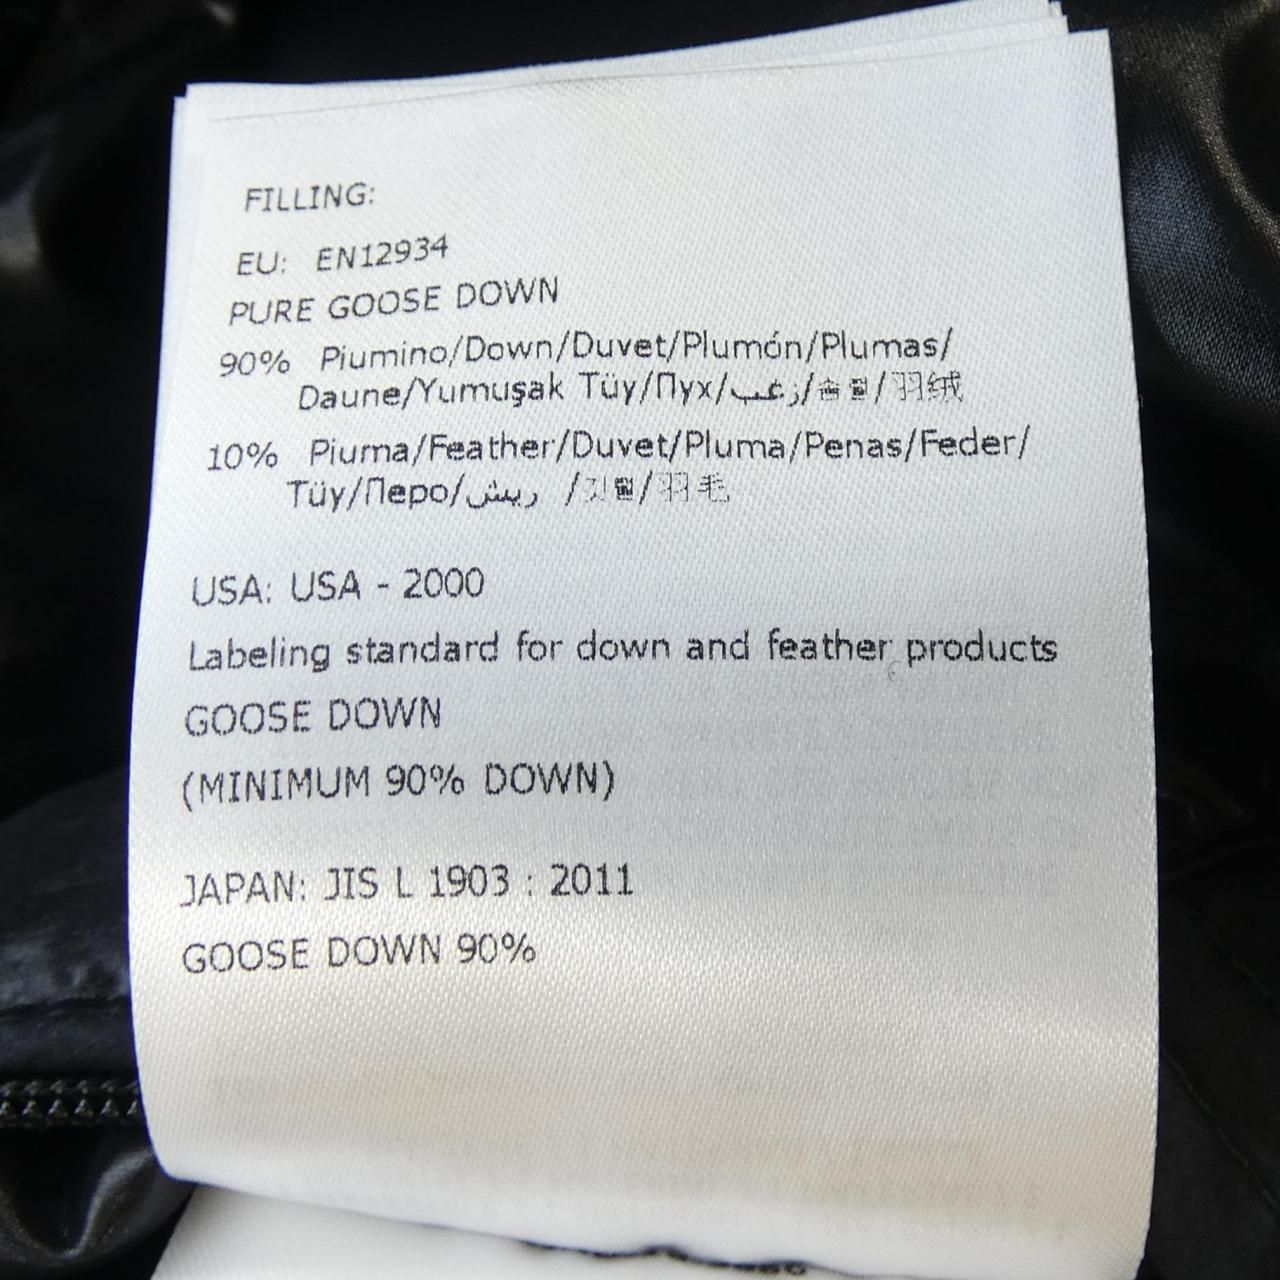 FILLING:
EU: EN12934
PURE GOOSE DOWN
90% Piumino/Down/Duvet/Plumón/Plumas/
Daune/Yumuşak Tüy/Пух/زغب/솜털/羽绒
10% Piuma/Feather/Duvet/Pluma/Penas/Feder/
Tüy/Перо/ريش /깃털/羽毛
USA: USA - 2000
Labeling standard for down and feather products
GOOSE DOWN
(MINIMUM 90% DOWN)
JAPAN: JIS L 1903 : 2011
GOOSE DOWN 90%